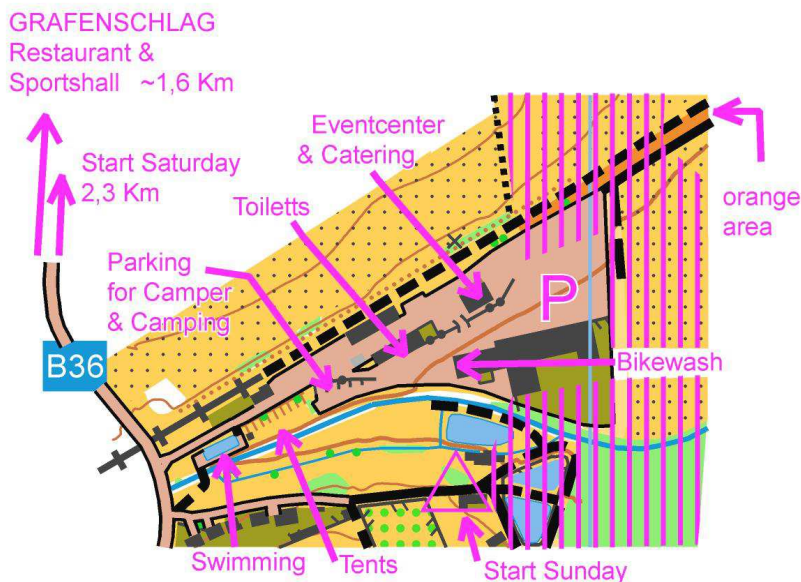 GRAFENSCHLAG
Restaurant &
Sportshall ~1,6 Km
Start Saturday
2,3 Km
Eventcenter
& Catering
Toiletts
Parking
for Camper
& Camping
orange
area
P
B36
Bikewash
Swimming
Tents
Start Sunday